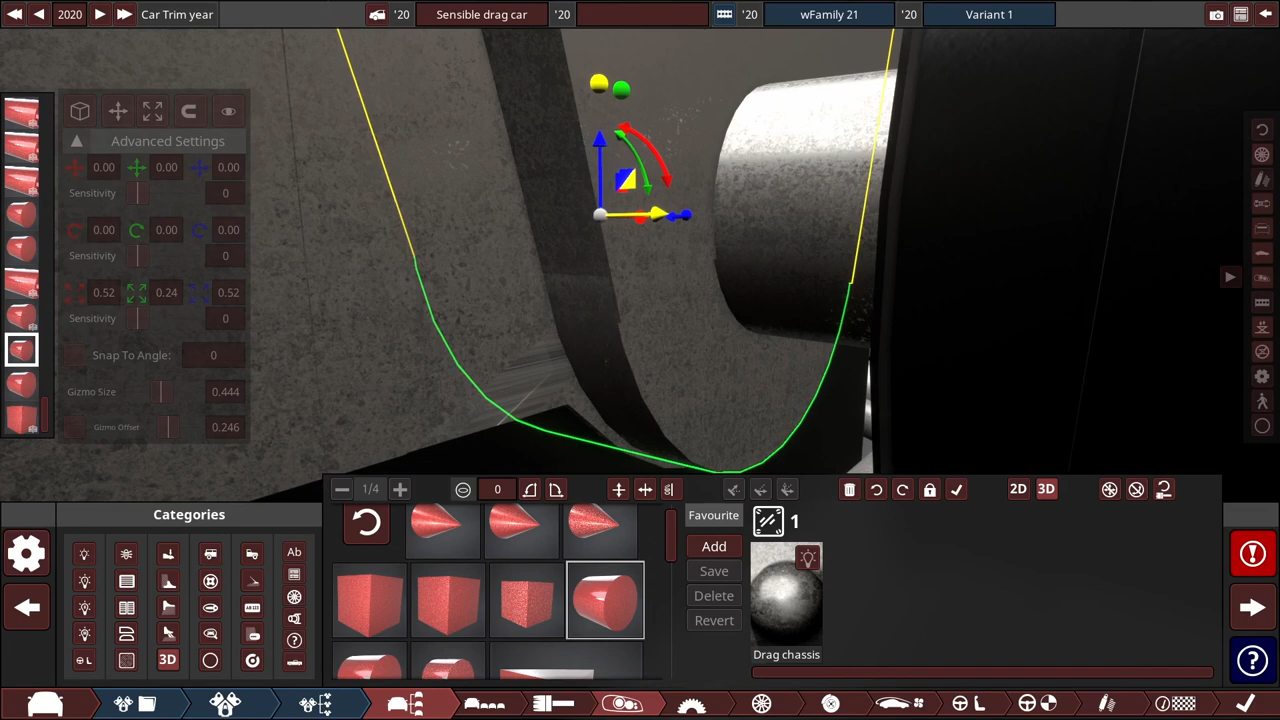 2020
Car Trim year
'20
Sensible drag car
'20
'20
wFamily 21
'20
Variant 1
Advanced Settings
0.00
0.00
0.00
Sensitivity
0
0.00
0.00
0.00
Sensitivity
0
0.52
0.24
0.52
Sensitivity
0
Snap To Angle:
0
Gizmo Size
0.444
Gizmo Offset
0.246
1/4
0
2D
3D
Categories
Ab
L
3D
Favourite
Add
Save
Delete
Revert
1
Drag chassis
L